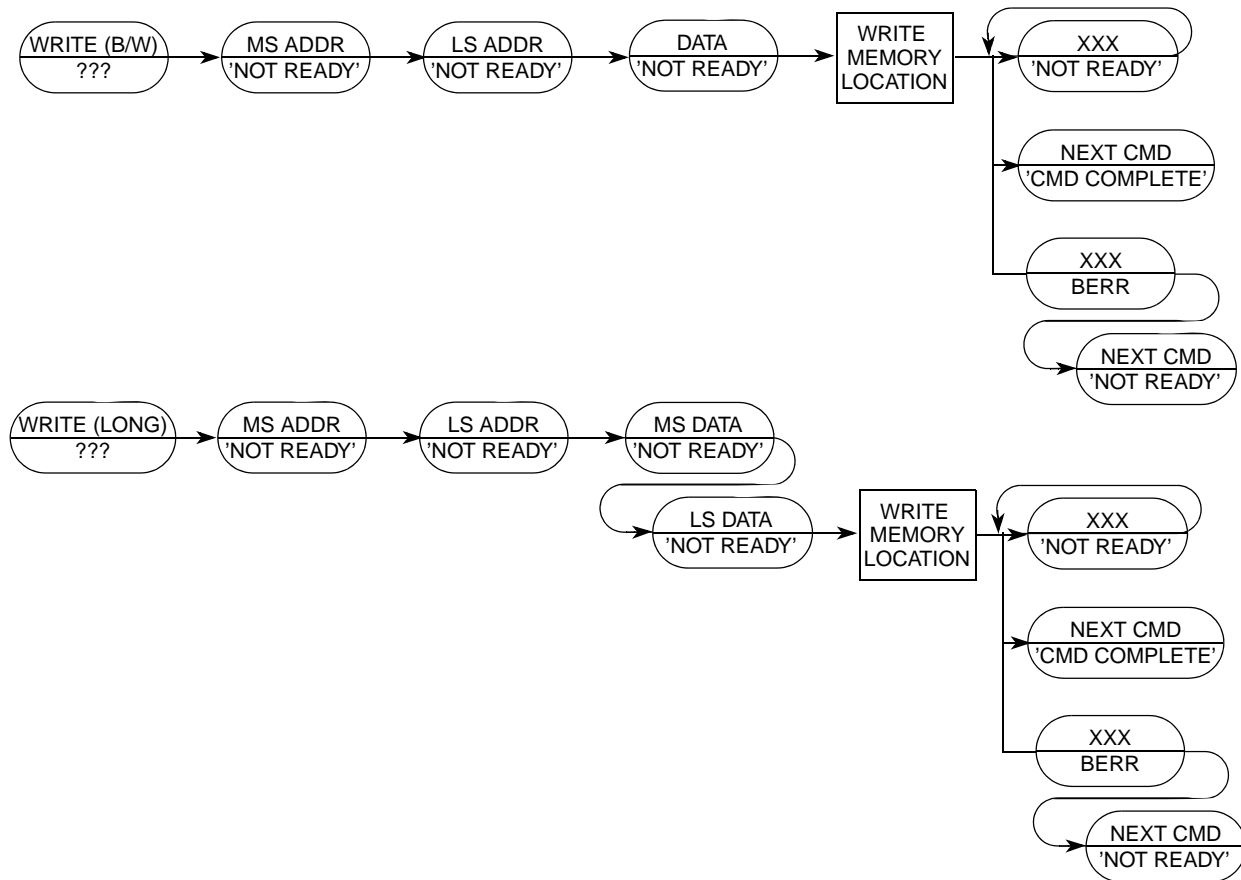 WRITE (B/W)
???
MS ADDR
'NOT READY'
LS ADDR
'NOT READY'
DATA
'NOT READY'
WRITE
MEMORY
LOCATION
XXX
'NOT READY'
NEXT CMD
'CMD COMPLETE'
XXX
BERR
NEXT CMD
'NOT READY'
WRITE (LONG)
???
MS ADDR
'NOT READY'
LS ADDR
'NOT READY'
MS DATA
'NOT READY'
LS DATA
'NOT READY'
WRITE
MEMORY
LOCATION
XXX
'NOT READY'
NEXT CMD
'CMD COMPLETE'
XXX
BERR
NEXT CMD
'NOT READY'